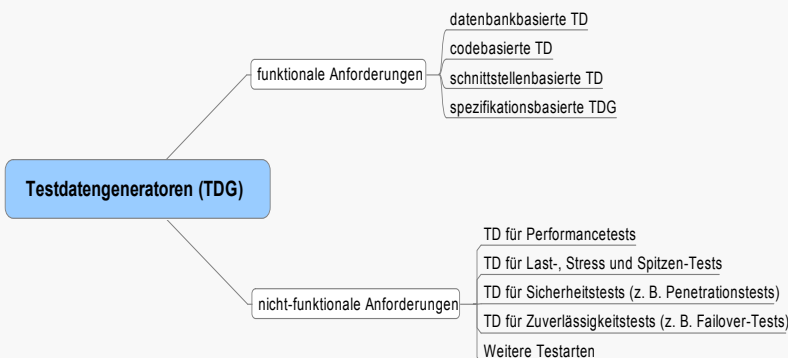 datenbankbasierte TD
codebasierte TD
funktionale Anforderungen
schnittstellenbasierte TD
spezifikationsbasierte TDG
Testdatengeneratoren (TDG)
TD für Performancetests
TD für Last-, Stress und Spitzen-Tests
TD für Sicherheitstests (z. B. Penetrationstests)
nicht-funktionale Anforderungen
TD für Zuverlässigkeitstests (z. B. Failover-Tests)
Weitere Testarten